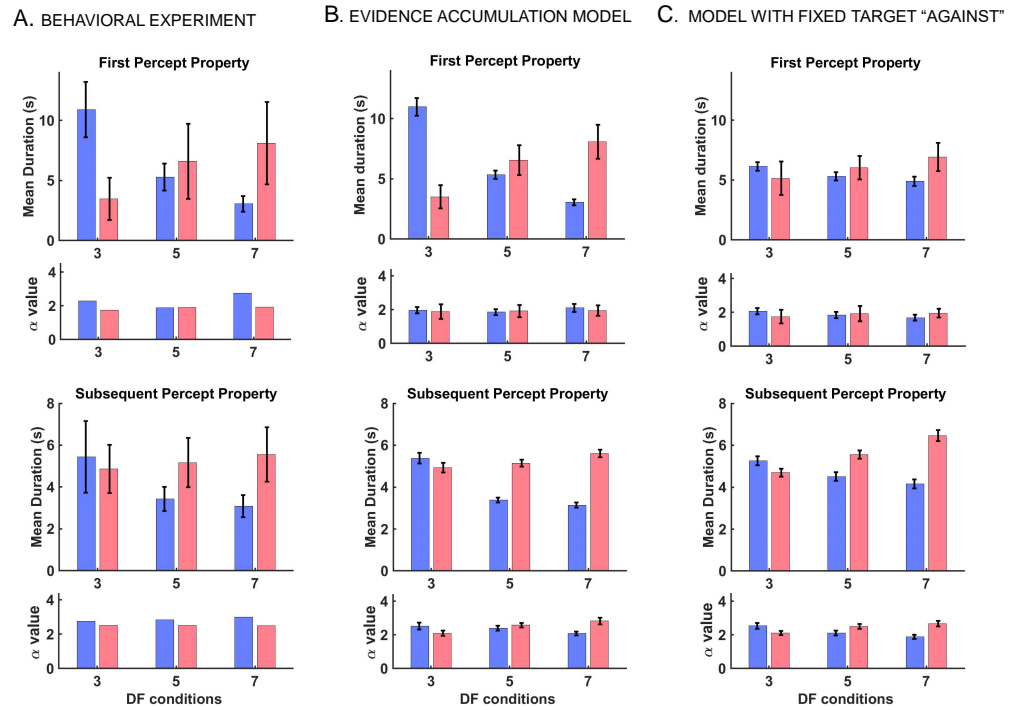 A. BEHAVIORAL EXPERIMENT
First Percept Property
Mean Duration (s)
10
5
0
3 5 7
α value
4
2
0
3 5 7
Subsequent Percept Property
Mean Duration (s)
8
6
4
2
0
3 5 7
α value
4
2
0
3 5 7
DF conditions
B. EVIDENCE ACCUMULATION MODEL
First Percept Property
Mean duration (s)
10
5
0
3 5 7
α value
4
2
0
3 5 7
Subsequent Percept Property
Mean Duration (s)
8
6
4
2
0
3 5 7
α value
4
2
0
3 5 7
DF conditions
C. MODEL WITH FIXED TARGET “AGAINST”
First Percept Property
Mean duration (s)
10
5
0
3 5 7
α value
4
2
0
3 5 7
Subsequent Percept Property
Mean Duration (s)
8
6
4
2
0
3 5 7
α value
4
2
0
3 5 7
DF conditions